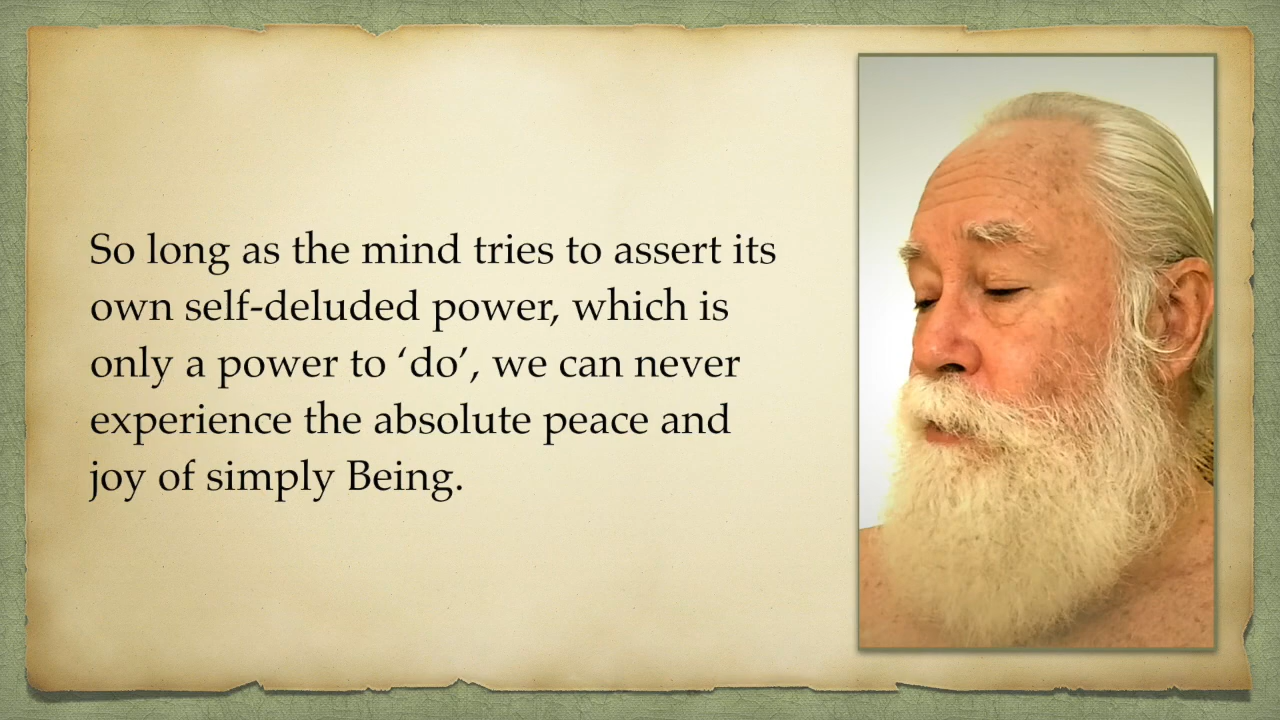 So long as the mind tries to assert its
own self-deluded power, which is
only a power to ‘do’, we can never
experience the absolute peace and
joy of simply Being.